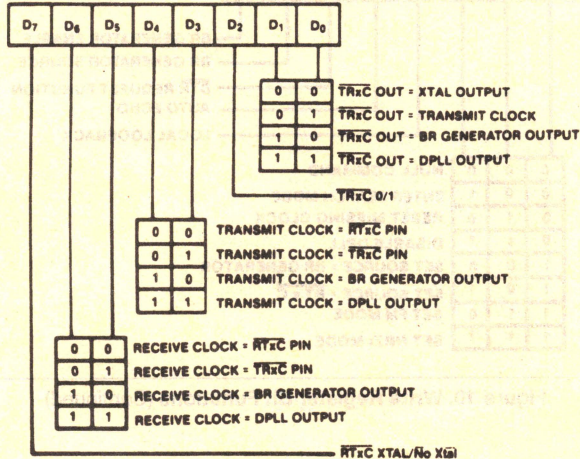 D7 D6 D5 D4 D3 D2 D1 D0
0 0 TRxC OUT = XTAL OUTPUT
0 1 TRxC OUT = TRANSMIT CLOCK
1 0 TRxC OUT = BR GENERATOR OUTPUT
1 1 TRxC OUT = DPLL OUTPUT
TRxC 0/1
0 0 TRANSMIT CLOCK = RTxC PIN
0 1 TRANSMIT CLOCK = TRxC PIN
1 0 TRANSMIT CLOCK = BR GENERATOR OUTPUT
1 1 TRANSMIT CLOCK = DPLL OUTPUT
0 0 RECEIVE CLOCK = RTxC PIN
0 1 RECEIVE CLOCK = TRxC PIN
1 0 RECEIVE CLOCK = BR GENERATOR OUTPUT
1 1 RECEIVE CLOCK = DPLL OUTPUT
RTxC XTAL/No Xtal